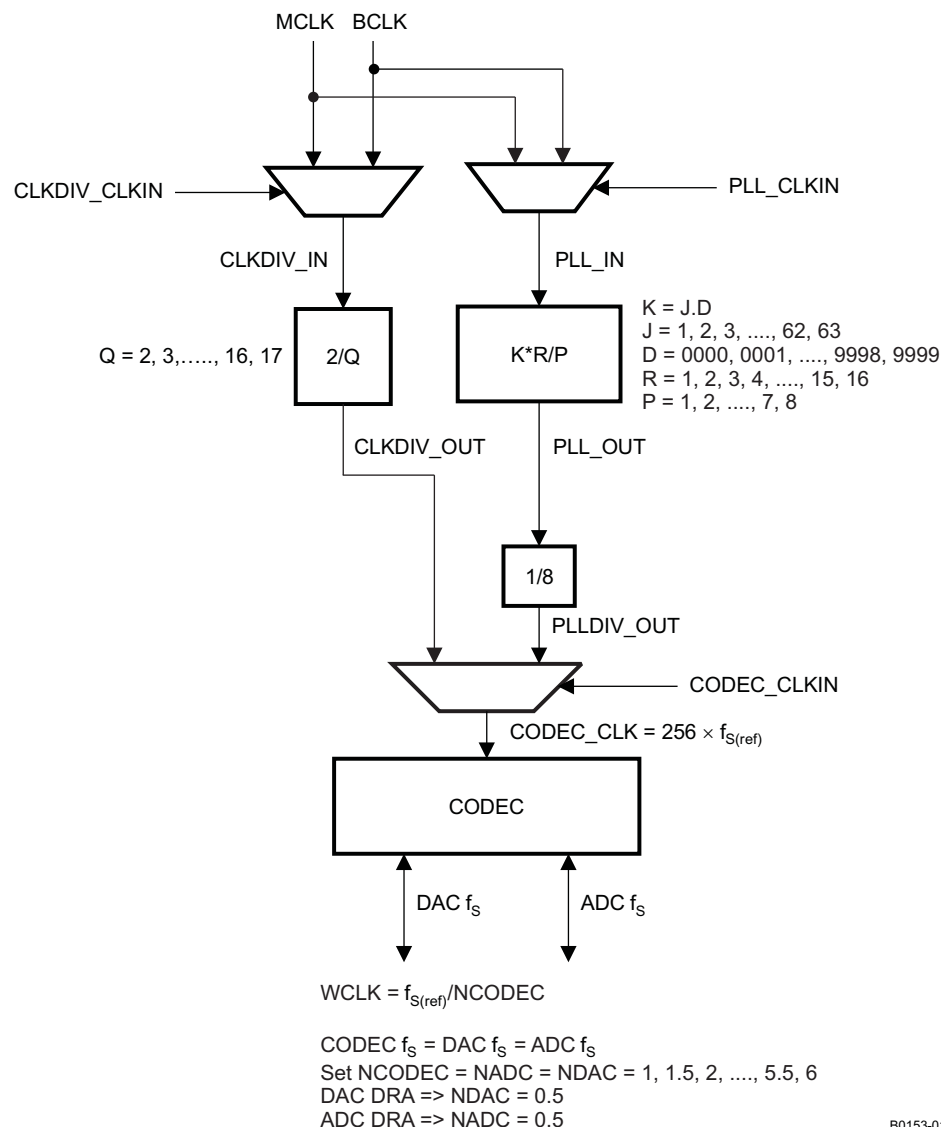 MCLK BCLK
CLKDIV_CLKIN
PLL_CLKIN
CLKDIV_IN
PLL_IN
K = J.D
J = 1, 2, 3, ...., 62, 63
D = 0000, 0001, ...., 9998, 9999
R = 1, 2, 3, 4, ...., 15, 16
P = 1, 2, ...., 7, 8
Q = 2, 3,....., 16, 17
2/Q
K*R/P
CLKDIV_OUT
PLL_OUT
1/8
PLLDIV_OUT
CODEC_CLKIN
CODEC_CLK = 256 × fS(ref)
CODEC
DAC fS
ADC fS
WCLK = fS(ref)/NCODEC
CODEC fS = DAC fS = ADC fS
Set NCODEC = NADC = NDAC = 1, 1.5, 2, ...., 5.5, 6
DAC DRA => NDAC = 0.5
ADC DRA => NADC = 0.5